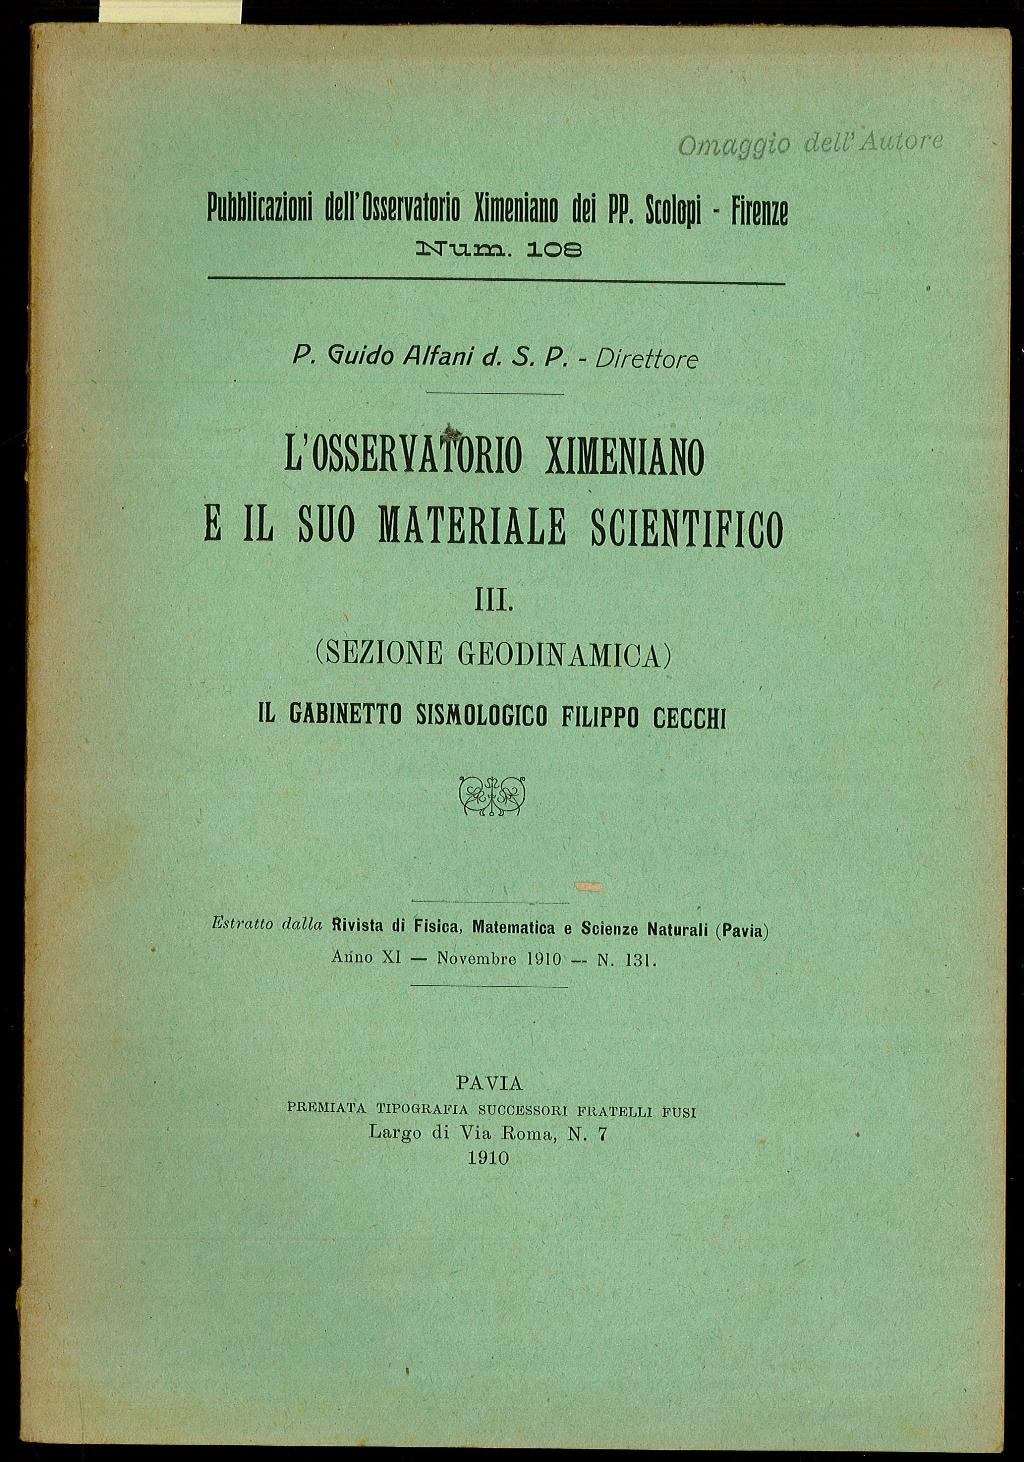 Omaggio dell'Autore
Pubblicazioni dell'Osservatorio Ximeniano dei PP. Scolopi - Firenze
Num. 108
P. Guido Alfani d. S. P. - Direttore
L'OSSERVATORIO XIMENIANO
E IL SUO MATERIALE SCIENTIFICO
III.
(SEZIONE GEODINAMICA)
IL GABINETTO SISMOLOGICO FILIPPO CECCHI
Estratto dalla Rivista di Fisica, Matematica e Scienze Naturali (Pavia)
Anno XI — Novembre 1910 — N. 131.
PAVIA
PREMIATA TIPOGRAFIA SUCCESSORI FRATELLI FUSI
Largo di Via Roma, N. 7
1910